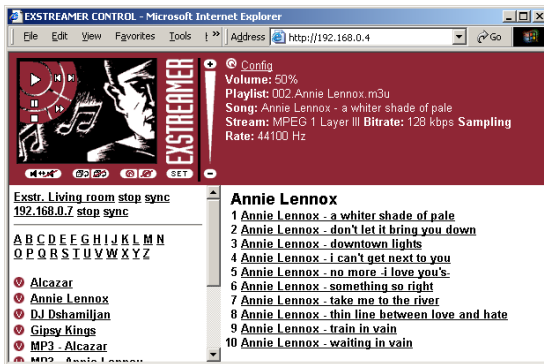 EXSTREAMER CONTROL - Microsoft Internet Explorer
File Edit View Favorites Tools » Address http://192.168.0.4 Go
EXSTREAMER
SET
Config
Volume: 50%
Playlist: 002.Annie Lennox.m3u
Song: Annie Lennox - a whiter shade of pale
Stream: MPEG 1 Layer III Bitrate: 128 kbps Sampling
Rate: 44100 Hz
Exstr. Living room stop sync
192.168.0.7 stop sync
A B C D E F G H I J K L M N
O P Q R S T U V W X Y Z
Alcazar
Annie Lennox
DJ Dshamiljan
Gipsy Kings
MP3 - Alcazar
MP3 - Annie Lennox
Annie Lennox
1 Annie Lennox - a whiter shade of pale
2 Annie Lennox - don't let it bring you down
3 Annie Lennox - downtown lights
4 Annie Lennox - i can't get next to you
5 Annie Lennox - no more -i love you's-
6 Annie Lennox - something so right
7 Annie Lennox - take me to the river
8 Annie Lennox - thin line between love and hate
9 Annie Lennox - train in vain
10 Annie Lennox - waiting in vain